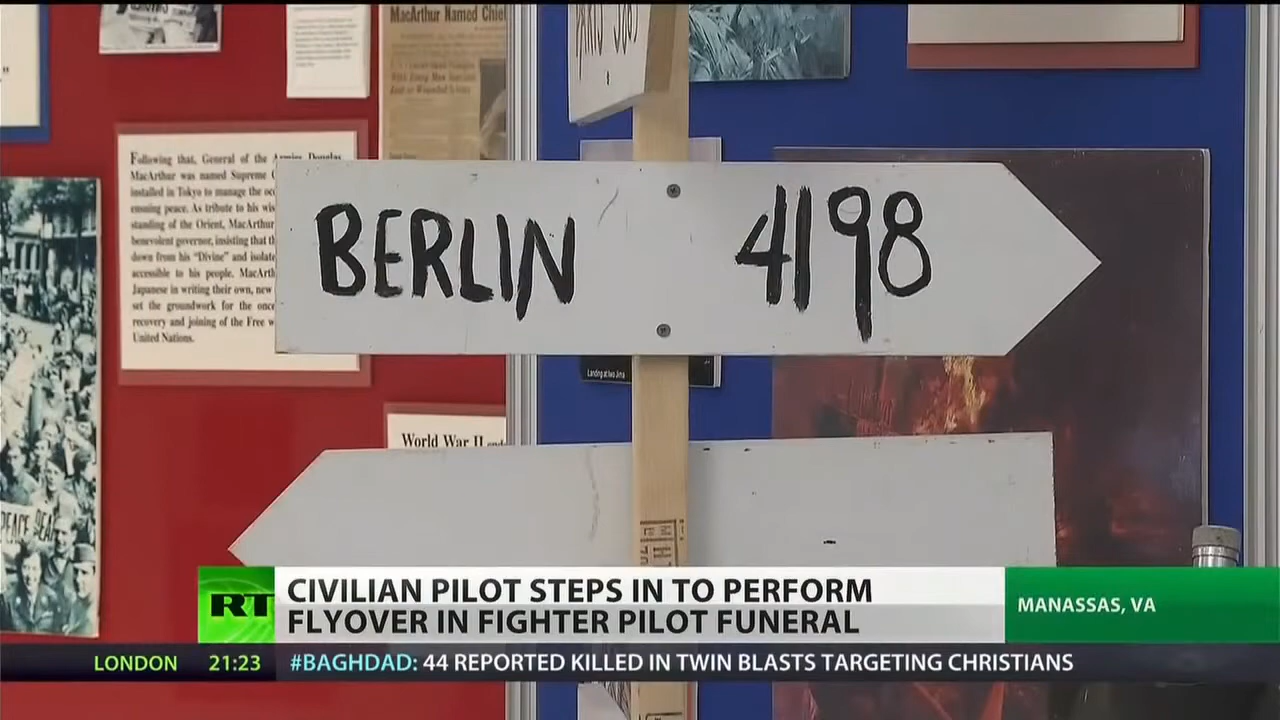 MacArthur Named Chief
PARIS
Following that, General of the Armies Douglas
MacArthur was named Supreme
installed in Tokyo to manage the
ensuing peace. As tribute to his
standing of the Orient, MacArthur
benevolent governor, insisting that
down from his "Divine" and
accessible to his people.
Japanese in writing their own, new
set the groundwork for the once
recovery and joining of the Free
United Nations.
BERLIN 4198
Landing at Iwo Jima
World War II
PEACE
RT
CIVILIAN PILOT STEPS IN TO PERFORM
FLYOVER IN FIGHTER PILOT FUNERAL
MANASSAS, VA
LONDON 21:23 #BAGHDAD: 44 REPORTED KILLED IN TWIN BLASTS TARGETING CHRISTIANS